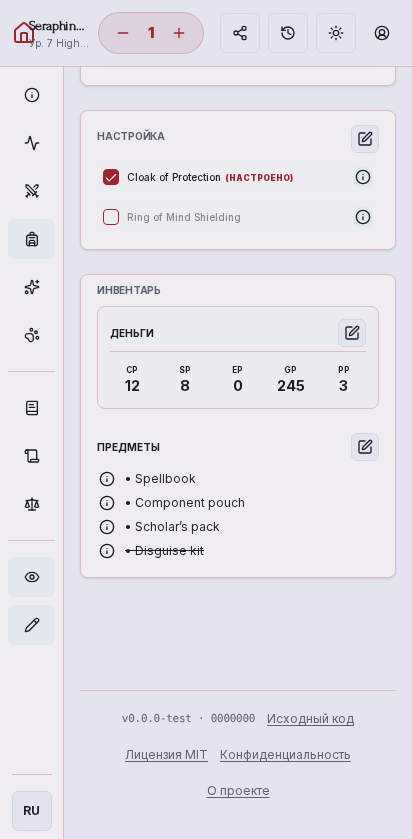 Seraphin...
Ур. 7 High...
1
НАСТРОЙКА
Cloak of Protection (НАСТРОЕНО)
Ring of Mind Shielding
ИНВЕНТАРЬ
ДЕНЬГИ
CP SP EP GP PP
12 8 0 245 3
ПРЕДМЕТЫ
• Spellbook
• Component pouch
• Scholar’s pack
• Disguise kit
v0.0.0-test · 0000000 Исходный код
Лицензия MIT Конфиденциальность
О проекте
RU